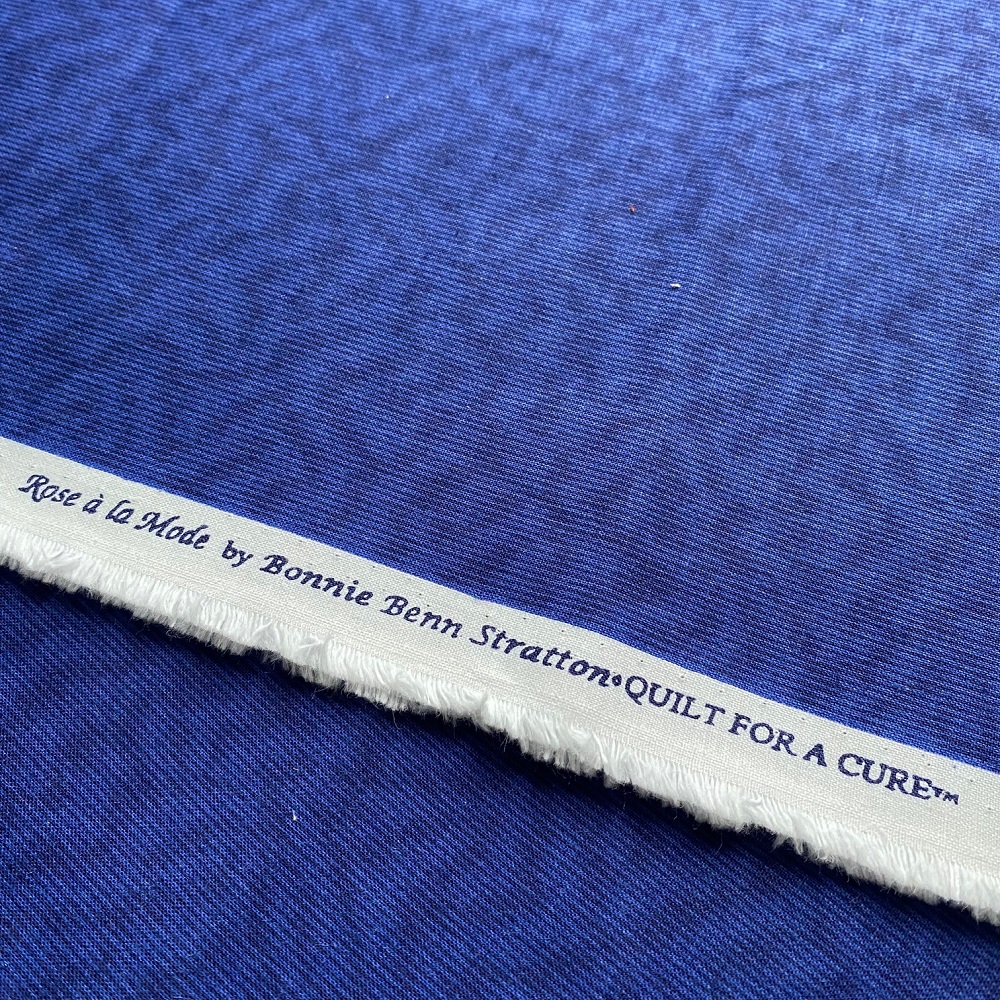 Rose à la Mode by Bonnie Benn Stratton•QUILT FOR A CURE™